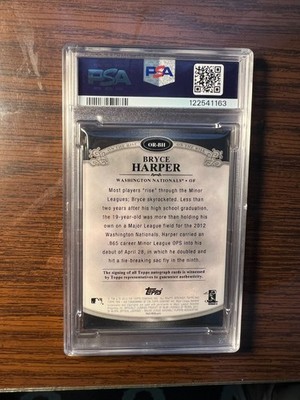 PSA
PSA
122541163
OR-BH
BRYCE
HARPER
WASHINGTON NATIONALS® • OF
Most players "rise" through the Minor
Leagues; Bryce skyrocketed. Less than
two years after his high school graduation,
the 19-year-old was more than holding his
own on a Major League field for the 2012
Washington Nationals. Harper carried an
.865 career Minor League OPS into his
debut of April 28, in which he doubled and
hit a tie-breaking sac fly in the ninth.
The signing of all Topps autograph cards is witnessed
by Topps representatives to guarantee authenticity.
Topps